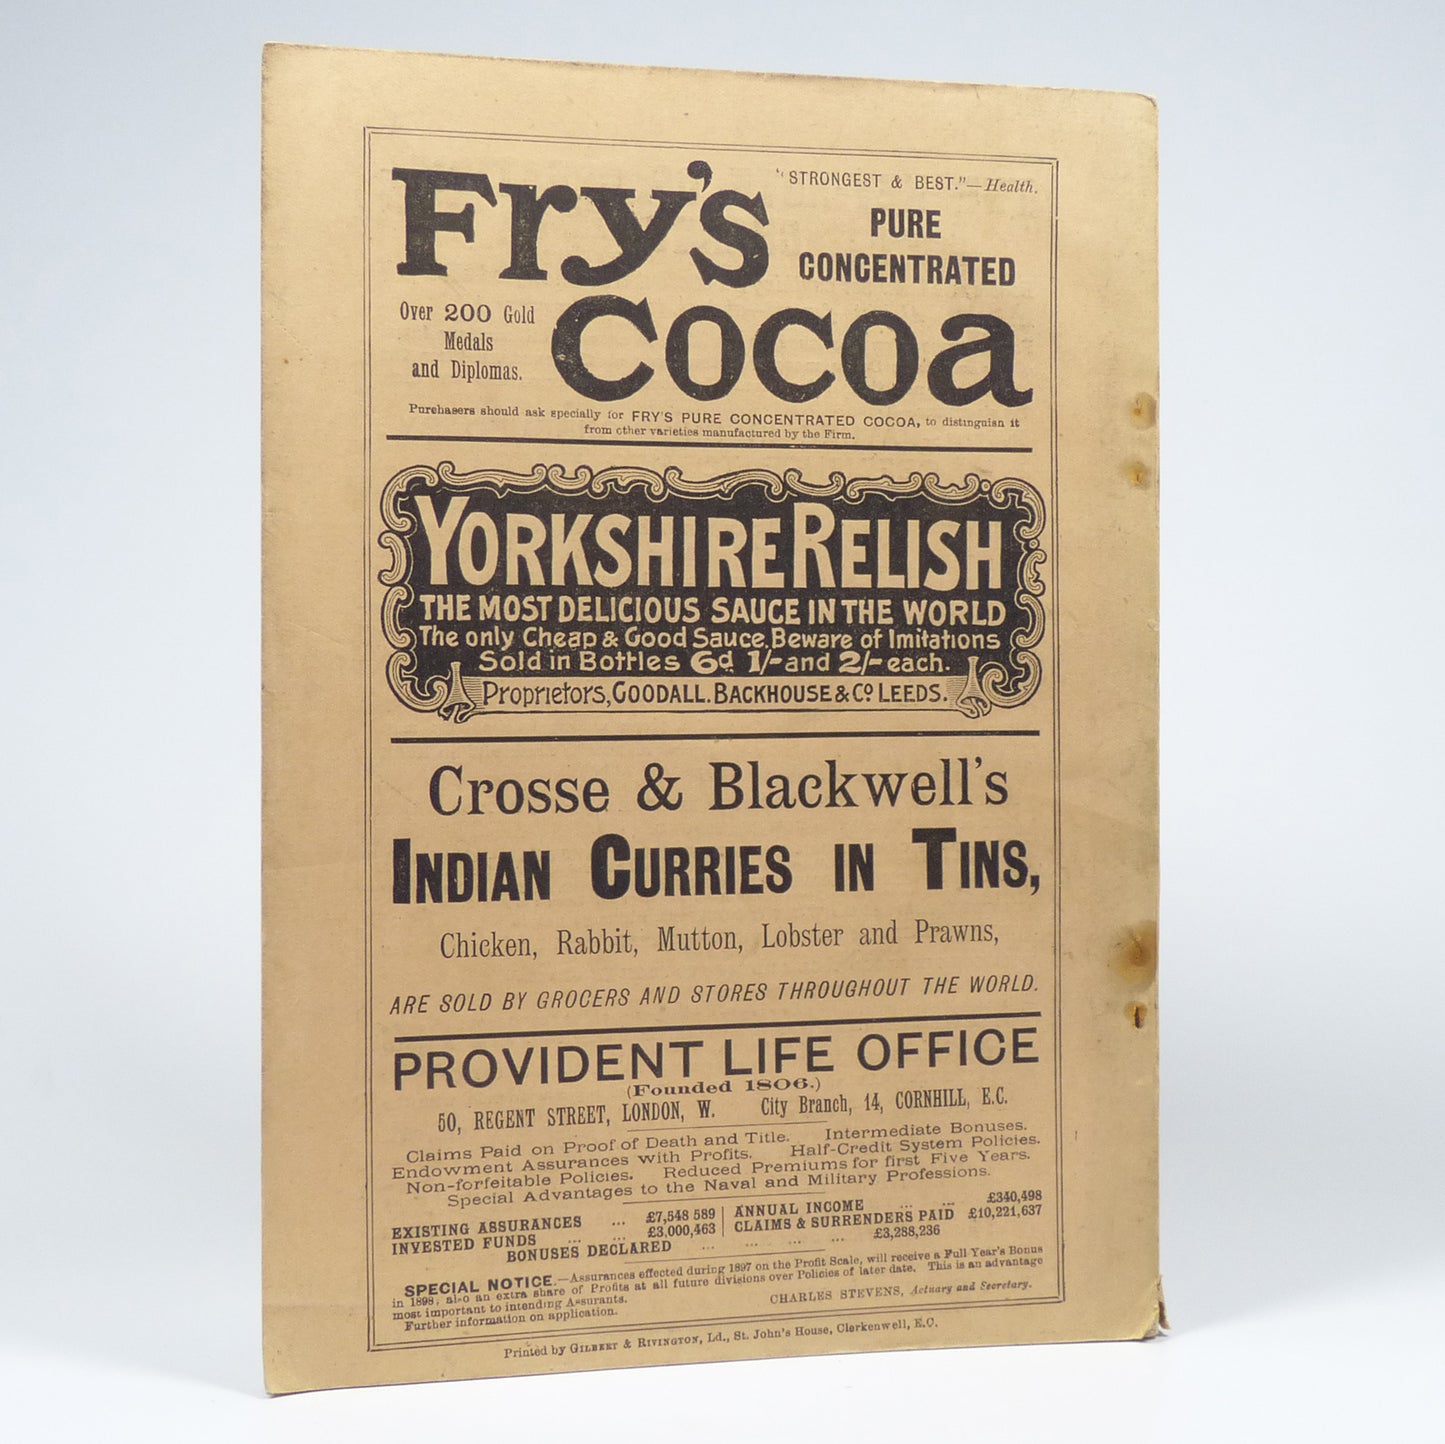 Fry's
"STRONGEST & BEST."—Health.
PURE
CONCENTRATED
Over 200 Gold
Medals
and Diplomas.
Cocoa
Purchasers should ask specially for FRY'S PURE CONCENTRATED COCOA, to distinguish it
from other varieties manufactured by the Firm.
YORKSHIRE RELISH
THE MOST DELICIOUS SAUCE IN THE WORLD
The only Cheap & Good Sauce. Beware of Imitations
Sold in Bottles 6d 1/- and 2/- each.
Proprietors, GOODALL. BACKHOUSE & Co LEEDS.
Crosse & Blackwell's
INDIAN CURRIES IN TINS,
Chicken, Rabbit, Mutton, Lobster and Prawns,
ARE SOLD BY GROCERS AND STORES THROUGHOUT THE WORLD.
PROVIDENT LIFE OFFICE
(Founded 1806.)
50, REGENT STREET, LONDON, W. City Branch, 14, CORNHILL, E.C.
Claims Paid on Proof of Death and Title. Intermediate Bonuses.
Endowment Assurances with Profits. Half-Credit System Policies.
Non-forfeitable Policies. Reduced Premiums for first Five Years.
Special Advantages to the Naval and Military Professions.
EXISTING ASSURANCES ... £7,548 589
INVESTED FUNDS ... ... £3,000,463
ANNUAL INCOME ... ... £340,498
CLAIMS & SURRENDERS PAID £10,221,637
BONUSES DECLARED ... ... ... ... £3,288,236
SPECIAL NOTICE.—Assurances effected during 1897 on the Profit Scale, will receive a Full Year's Bonus
in 1898; also an extra share of Profits at all future divisions over Policies of later date. This is an advantage
most important to intending Assurants.
Further information on application.
CHARLES STEVENS, Actuary and Secretary.
Printed by GILBERT & RIVINGTON, Ld., St. John's House, Clerkenwell, E.C.